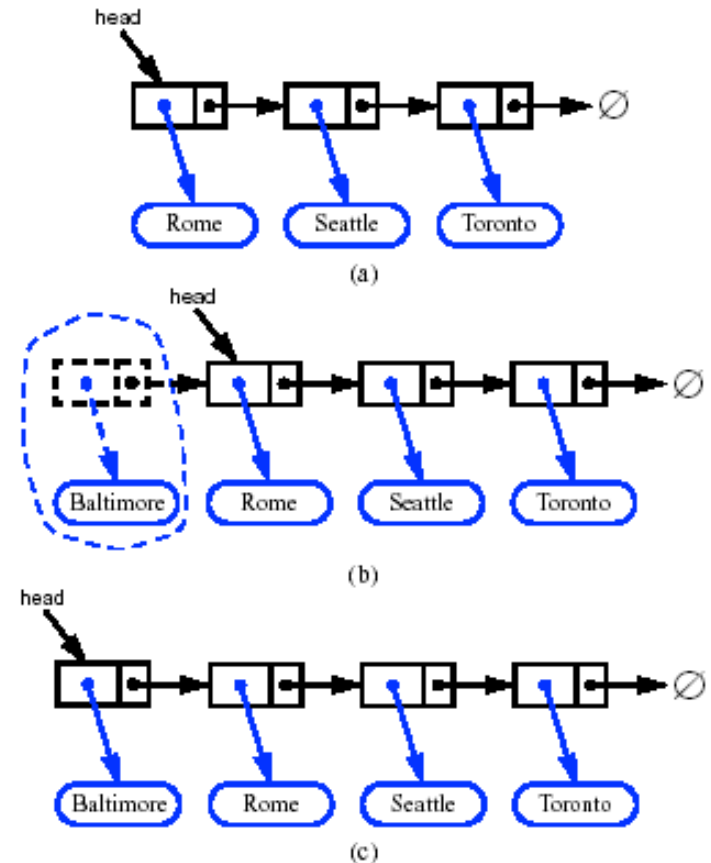 head
∅
Rome Seattle Toronto
(a)
head
∅
Baltimore Rome Seattle Toronto
(b)
head
∅
Baltimore Rome Seattle Toronto
(c)